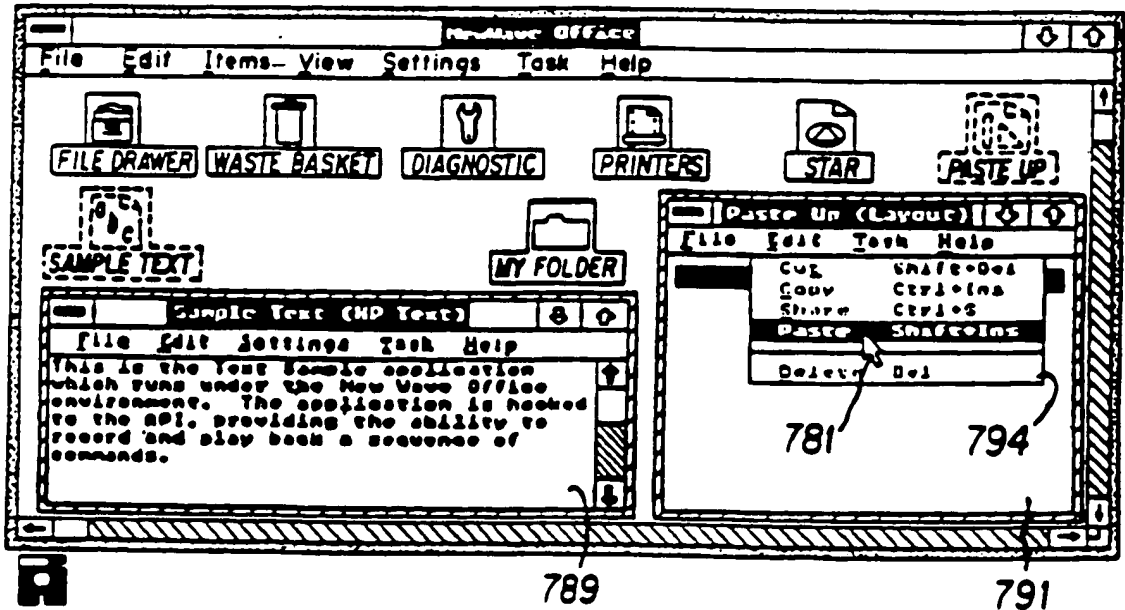 NewWave Office
File Edit Items View Settings Task Help
FILE DRAWER WASTE BASKET DIAGNOSTIC PRINTERS STAR PASTE UP
SAMPLE TEXT MY FOLDER
Paste Up (Layout)
File Edit Task Help
Cut Shift+Del
Copy Ctrl+Ins
Share Ctrl+S
Paste Shift+Ins
Delete Del
Sample Text (HP Text)
File Edit Settings Task Help
This is the Text Sample application
which runs under the New Wave Office
environment. The application is hooked
to the API, providing the ability to
record and play back a sequence of
commands.
781 794
789 791